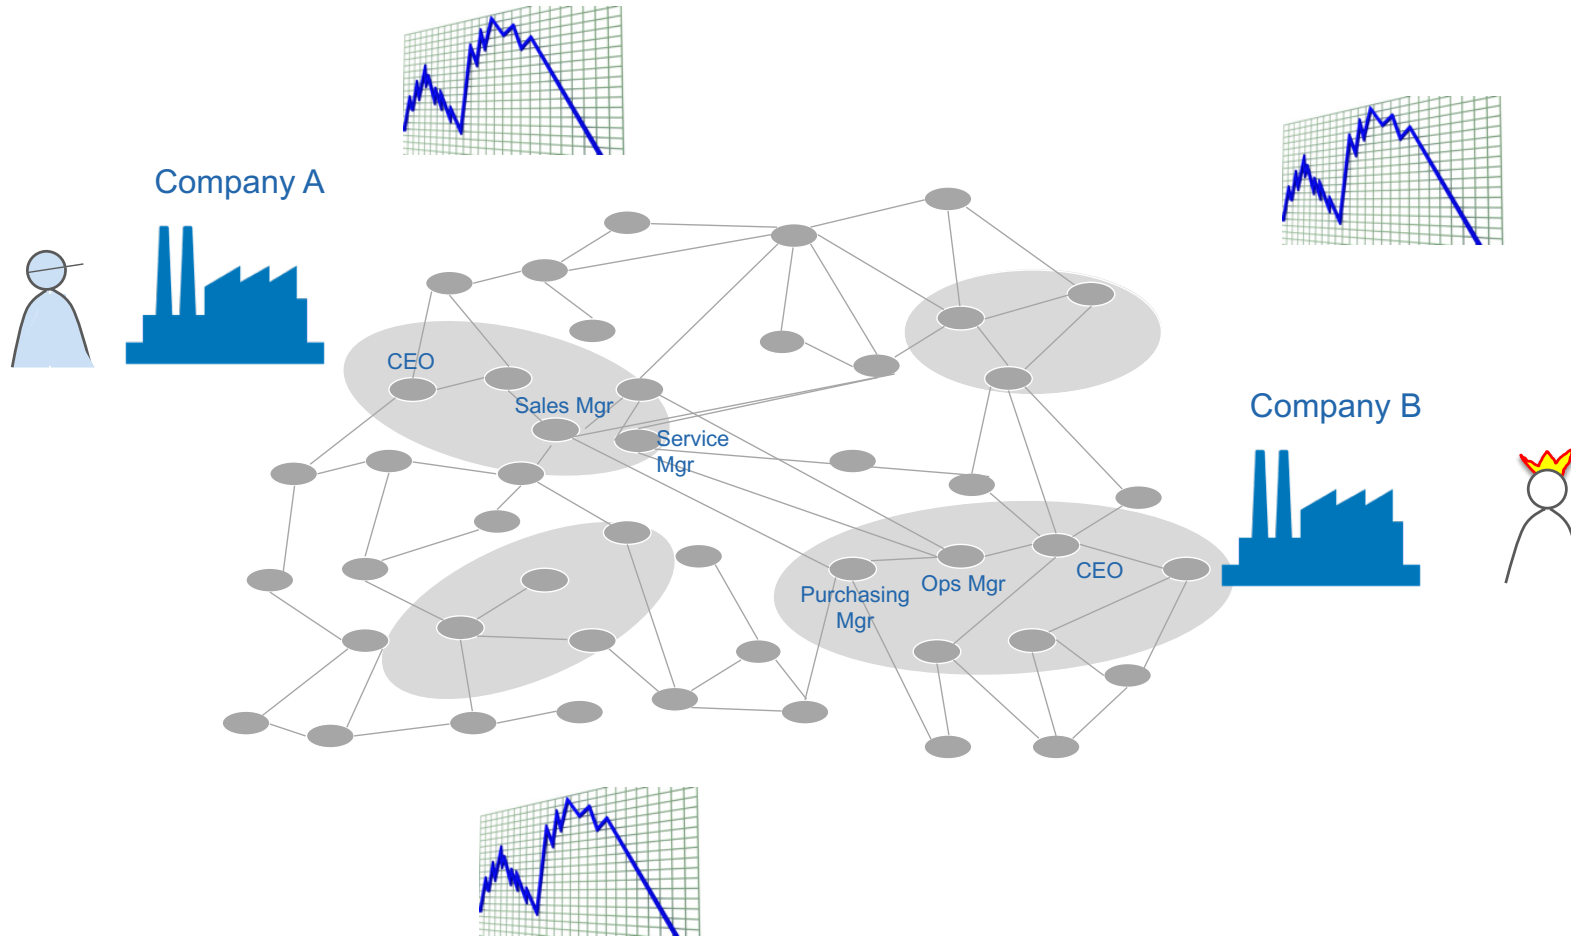 Company A
CEO
Sales Mgr
Service
Mgr
Company B
Purchasing
Mgr
Ops Mgr
CEO